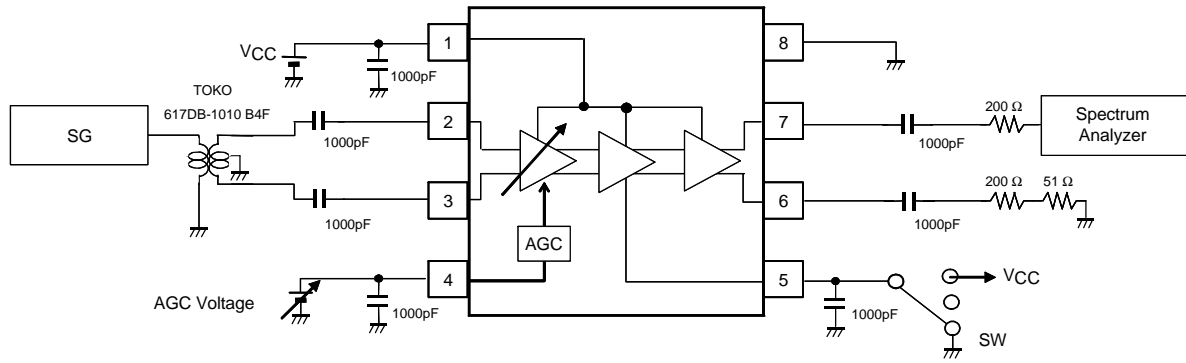 VCC
1000pF
1
8
TOKO
617DB-1010 B4F
SG
1000pF
2
7
1000pF
200 Ω
Spectrum
Analyzer
1000pF
3
6
1000pF
200 Ω
51 Ω
AGC
AGC Voltage
1000pF
4
5
1000pF
SW
VCC